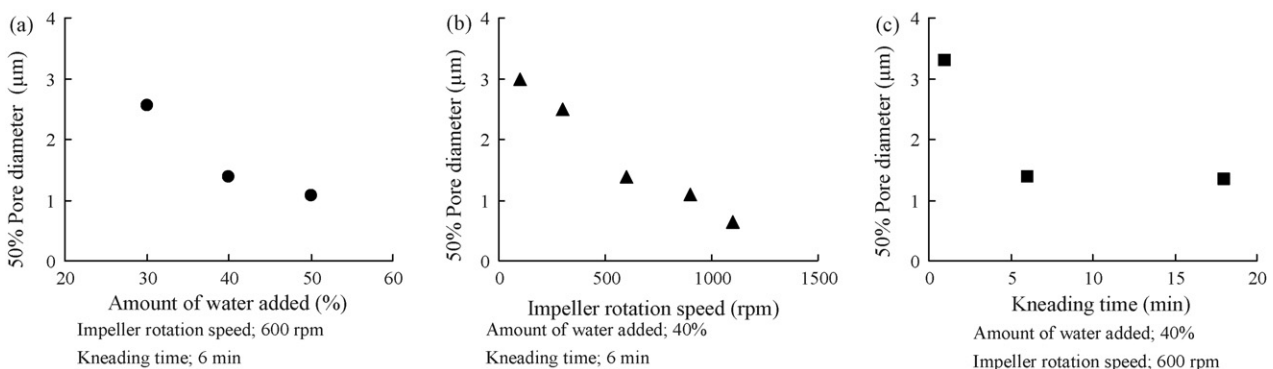 (a)
50% Pore diameter (µm)
4
3
2
1
0
20 30 40 50 60
Amount of water added (%)
Impeller rotation speed; 600 rpm
Kneading time; 6 min
(b)
50% Pore diameter (µm)
4
3
2
1
0
0 500 1000 1500
Impeller rotation speed (rpm)
Amount of water added; 40%
Kneading time; 6 min
(c)
50% Pore diameter (µm)
4
3
2
1
0
0 5 10 15 20
Kneading time (min)
Amount of water added; 40%
Impeller rotation speed; 600 rpm